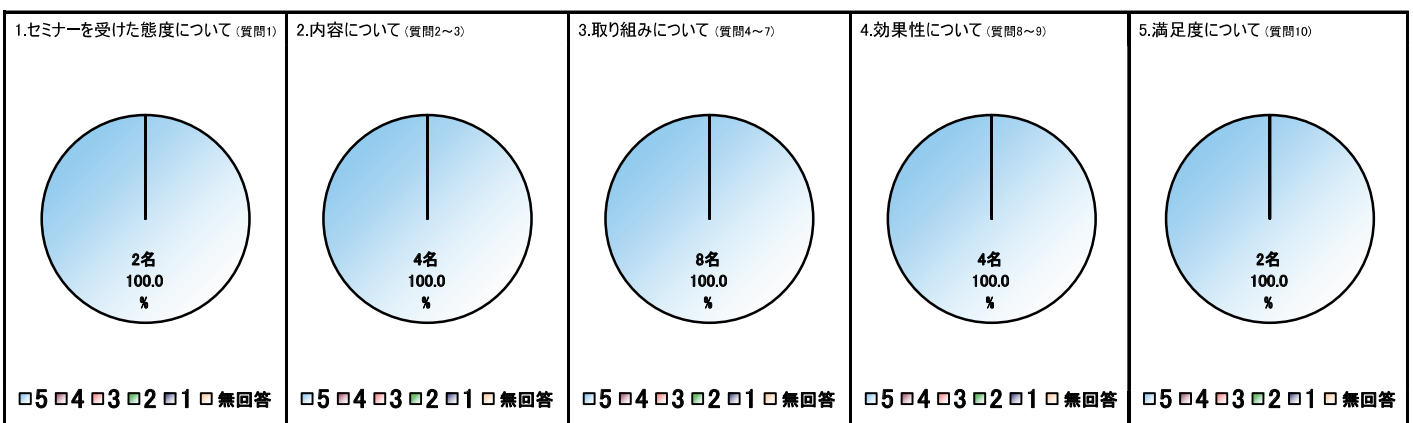 1.セミナーを受けた態度について (質問1)
2名
100.0
%
□5 □4 □3 □2 □1 □無回答
2.内容について (質問2～3)
4名
100.0
%
□5 □4 □3 □2 □1 □無回答
3.取り組みについて (質問4～7)
8名
100.0
%
□5 □4 □3 □2 □1 □無回答
4.効果性について (質問8～9)
4名
100.0
%
□5 □4 □3 □2 □1 □無回答
5.満足度について (質問10)
2名
100.0
%
□5 □4 □3 □2 □1 □無回答